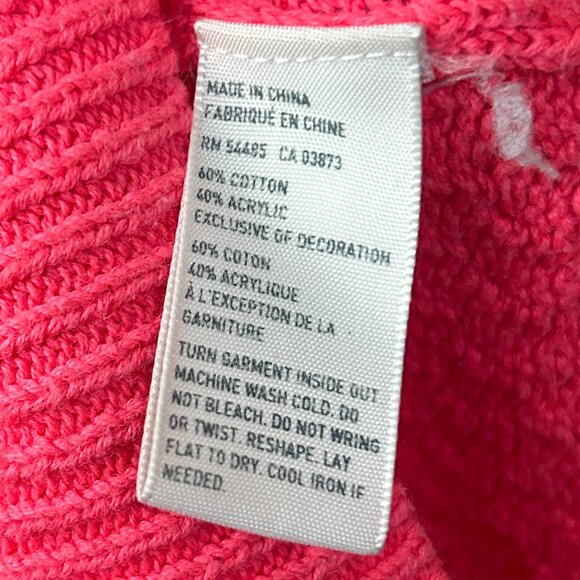 MADE IN CHINA
FABRIQUÉ EN CHINE
RN 54485 CA 03873
60% COTTON
40% ACRYLIC
EXCLUSIVE OF DECORATION
60% COTON
40% ACRYLIQUE
À L'EXCEPTION DE LA
GARNITURE
TURN GARMENT INSIDE OUT
MACHINE WASH COLD. DO
NOT BLEACH. DO NOT WRING
OR TWIST. RESHAPE. LAY
FLAT TO DRY. COOL IRON IF
NEEDED.